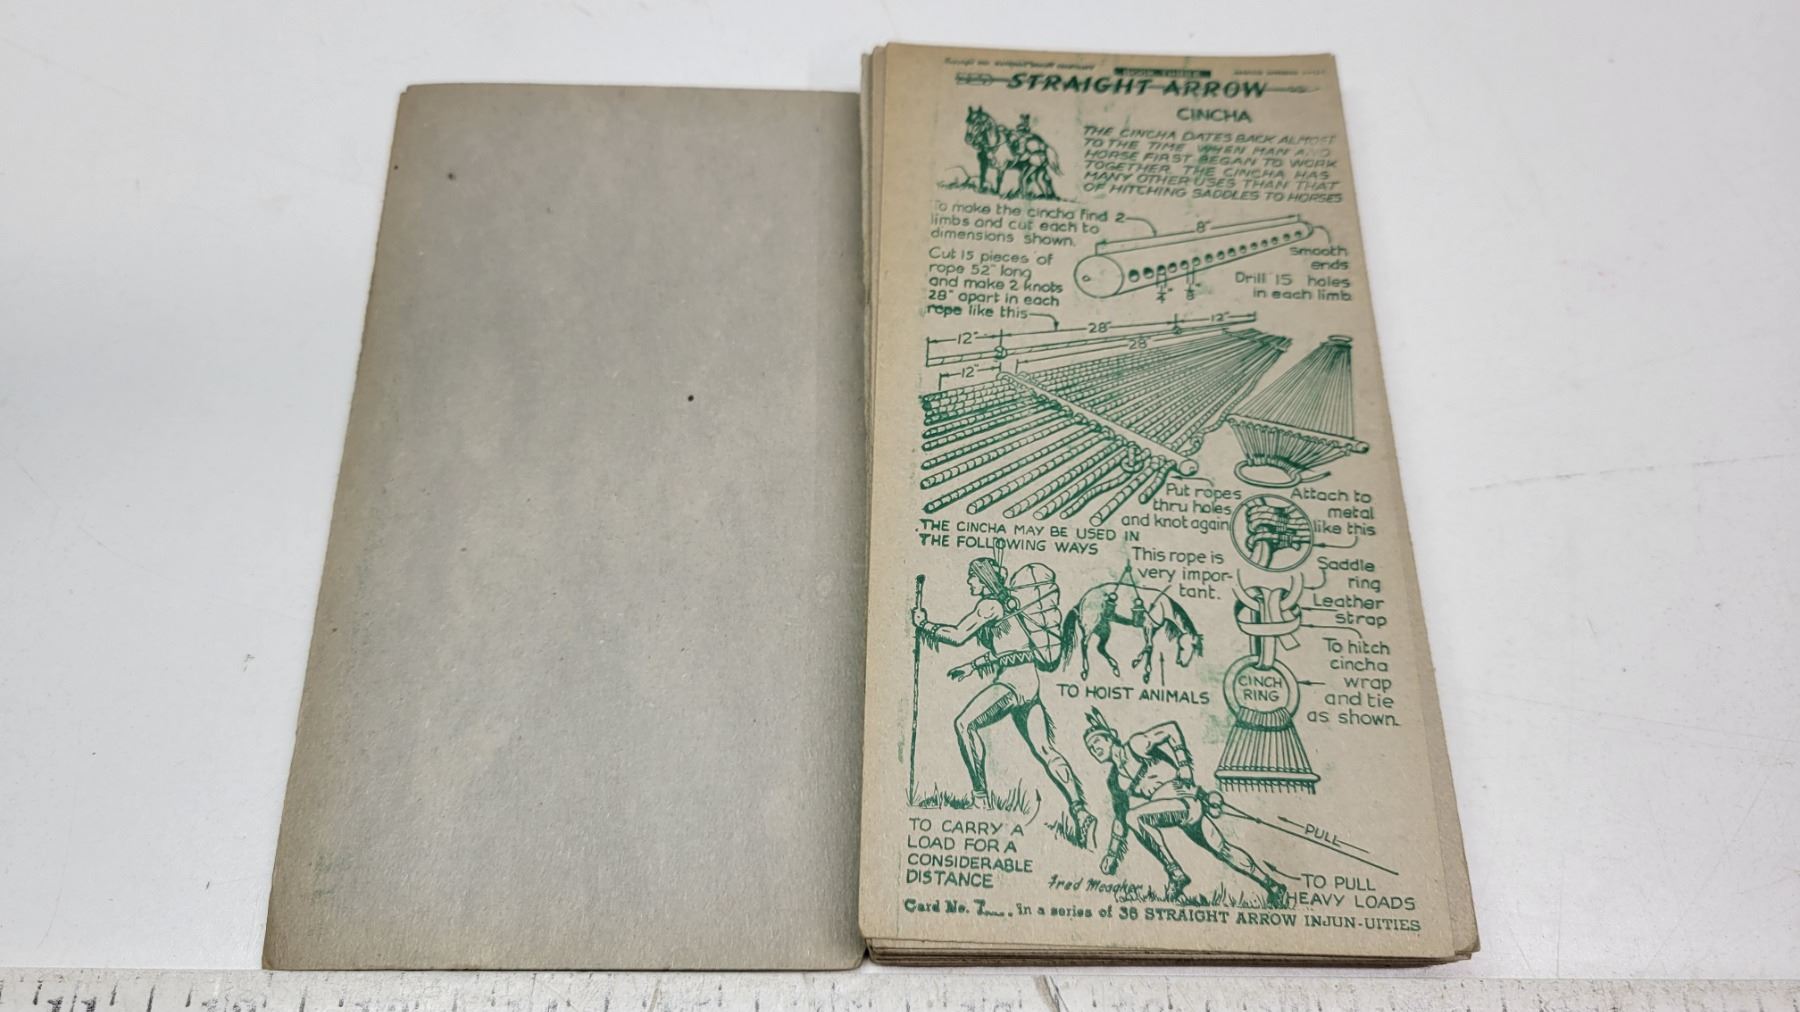 BOOK THREE
STRAIGHT ARROW
CINCHA
THE CINCHA DATES BACK ALMOST
TO THE TIME WHEN MAN AND
HORSE FIRST BEGAN TO WORK
TOGETHER. THE CINCHA HAS
MANY OTHER USES THAN THAT
OF HITCHING SADDLES TO HORSES
To make the cincha find 2
limbs and cut each to
dimensions shown.
8"
smooth
ends
Drill 15 holes
in each limb
1/4" 1/8"
Cut 15 pieces of
rope 52" long
and make 2 knots
28" apart in each
rope like this
12" 28" 12"
28"
12"
Put ropes
thru holes
and knot again
Attach to
metal
like this
THE CINCHA MAY BE USED IN
THE FOLLOWING WAYS
This rope is
very impor-
tant.
Saddle
ring
Leather
strap
To hitch
cincha
wrap
and tie
as shown.
CINCH
RING
TO HOIST ANIMALS
TO CARRY A
LOAD FOR A
CONSIDERABLE
DISTANCE
PULL
TO PULL
HEAVY LOADS
Fred Meagher
Card No. 7.... in a series of 36 STRAIGHT ARROW INJUN-UITIES